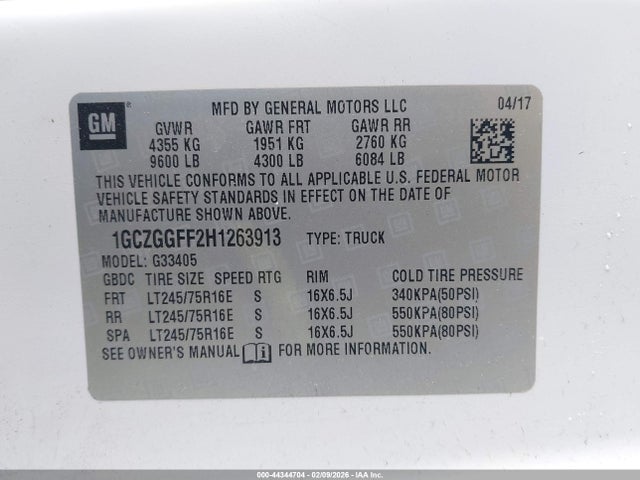 GM
MFD BY GENERAL MOTORS LLC 04/17
GVWR GAWR FRT GAWR RR
4355 KG 1951 KG 2760 KG
9600 LB 4300 LB 6084 LB
THIS VEHICLE CONFORMS TO ALL APPLICABLE U.S. FEDERAL MOTOR
VEHICLE SAFETY STANDARDS IN EFFECT ON THE DATE OF
MANUFACTURE SHOWN ABOVE.
1GCZGGFF2H1263913 TYPE: TRUCK
MODEL: G33405
GBDC TIRE SIZE SPEED RTG RIM COLD TIRE PRESSURE
FRT LT245/75R16E S 16X6.5J 340KPA(50PSI)
RR LT245/75R16E S 16X6.5J 550KPA(80PSI)
SPA LT245/75R16E S 16X6.5J 550KPA(80PSI)
SEE OWNER'S MANUAL FOR MORE INFORMATION.
000-44344704 - 02/09/2026 - IAA Inc.